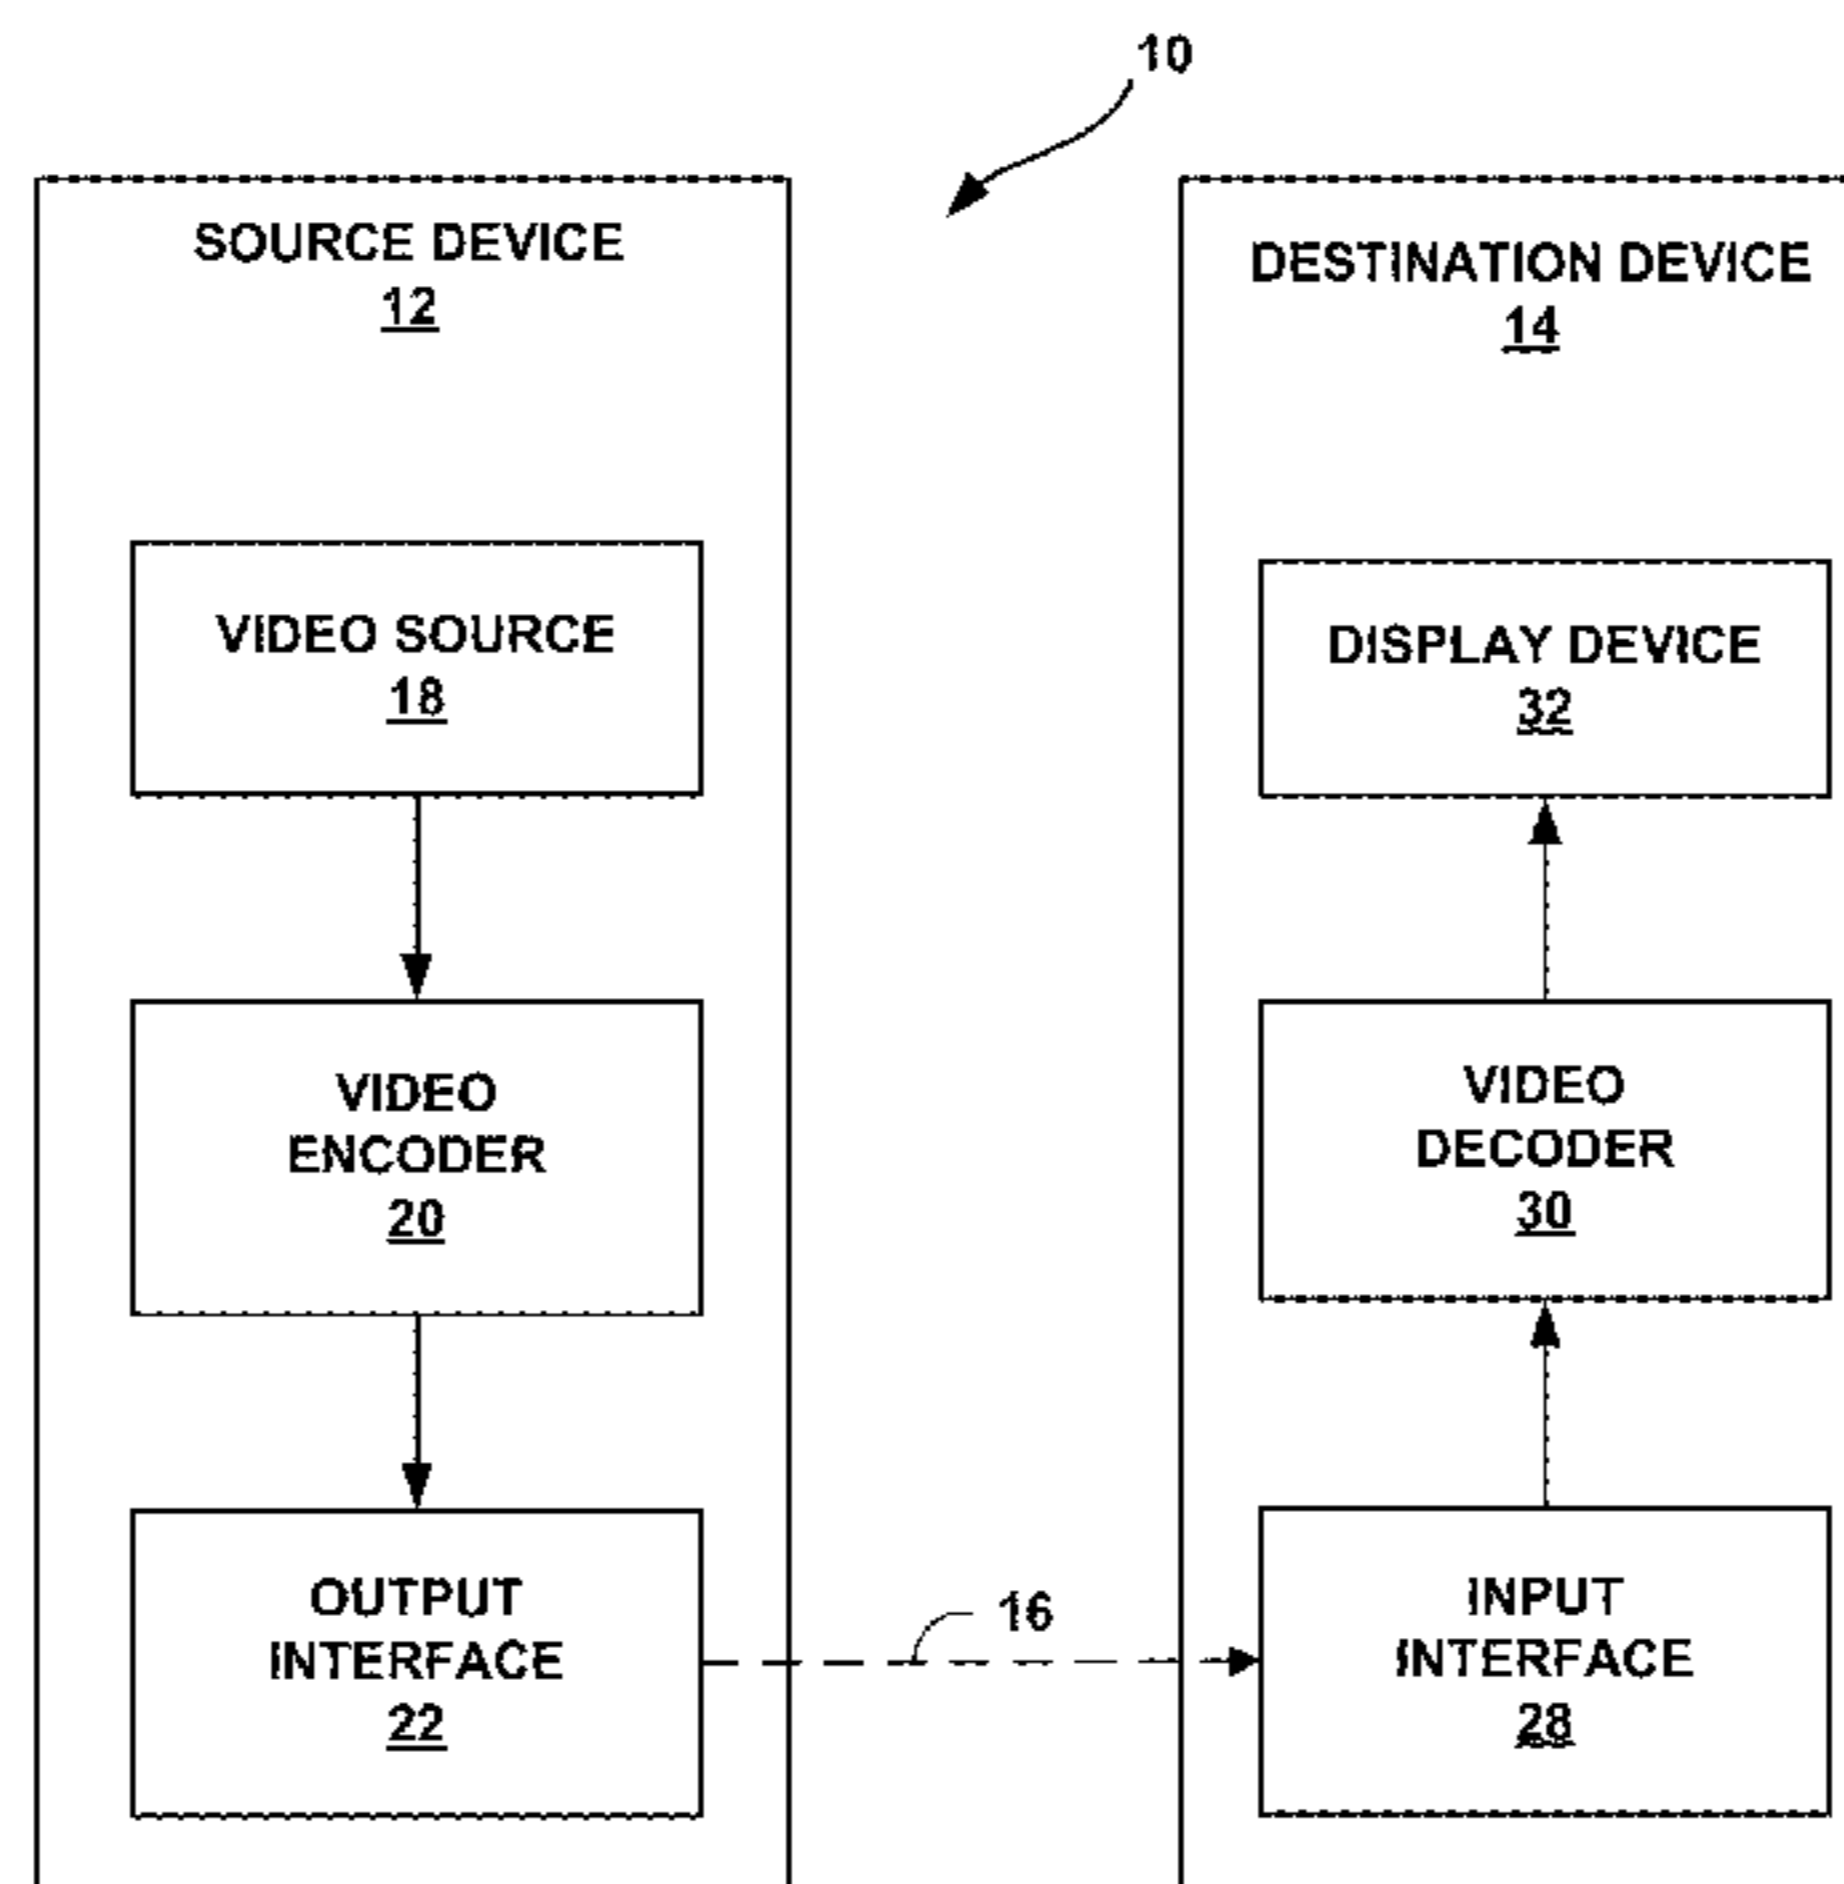 10
SOURCE DEVICE
12
VIDEO SOURCE
18
VIDEO
ENCODER
20
OUTPUT
INTERFACE
22
16
DESTINATION DEVICE
14
DISPLAY DEVICE
32
VIDEO
DECODER
30
INPUT
INTERFACE
28